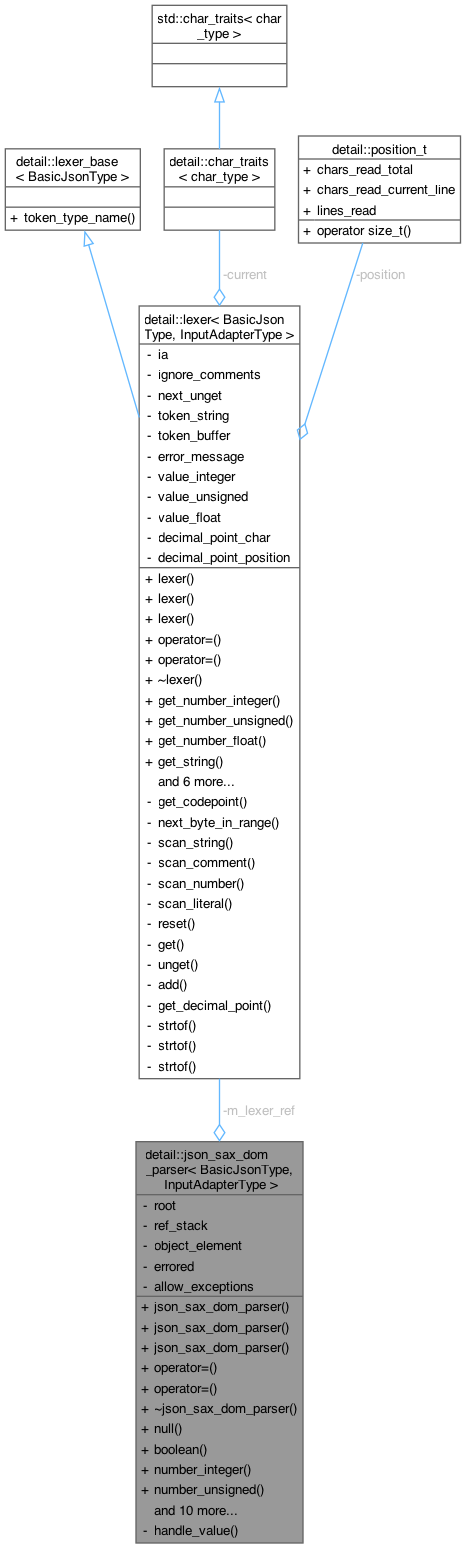 std::char_traits< char
_type >
detail::lexer_base
< BasicJsonType >
+ token_type_name()
detail::char_traits
< char_type >
detail::position_t
+ chars_read_total
+ chars_read_current_line
+ lines_read
+ operator size_t()
-current
-position
detail::lexer< BasicJson
Type, InputAdapterType >
- ia
- ignore_comments
- next_unget
- token_string
- token_buffer
- error_message
- value_integer
- value_unsigned
- value_float
- decimal_point_char
- decimal_point_position
+ lexer()
+ lexer()
+ lexer()
+ operator=()
+ operator=()
+ ~lexer()
+ get_number_integer()
+ get_number_unsigned()
+ get_number_float()
+ get_string()
and 6 more...
- get_codepoint()
- next_byte_in_range()
- scan_string()
- scan_comment()
- scan_number()
- scan_literal()
- reset()
- get()
- unget()
- add()
- get_decimal_point()
- strtof()
- strtof()
- strtof()
-m_lexer_ref
detail::json_sax_dom
_parser< BasicJsonType,
InputAdapterType >
- root
- ref_stack
- object_element
- errored
- allow_exceptions
+ json_sax_dom_parser()
+ json_sax_dom_parser()
+ json_sax_dom_parser()
+ operator=()
+ operator=()
+ ~json_sax_dom_parser()
+ null()
+ boolean()
+ number_integer()
+ number_unsigned()
and 10 more...
- handle_value()